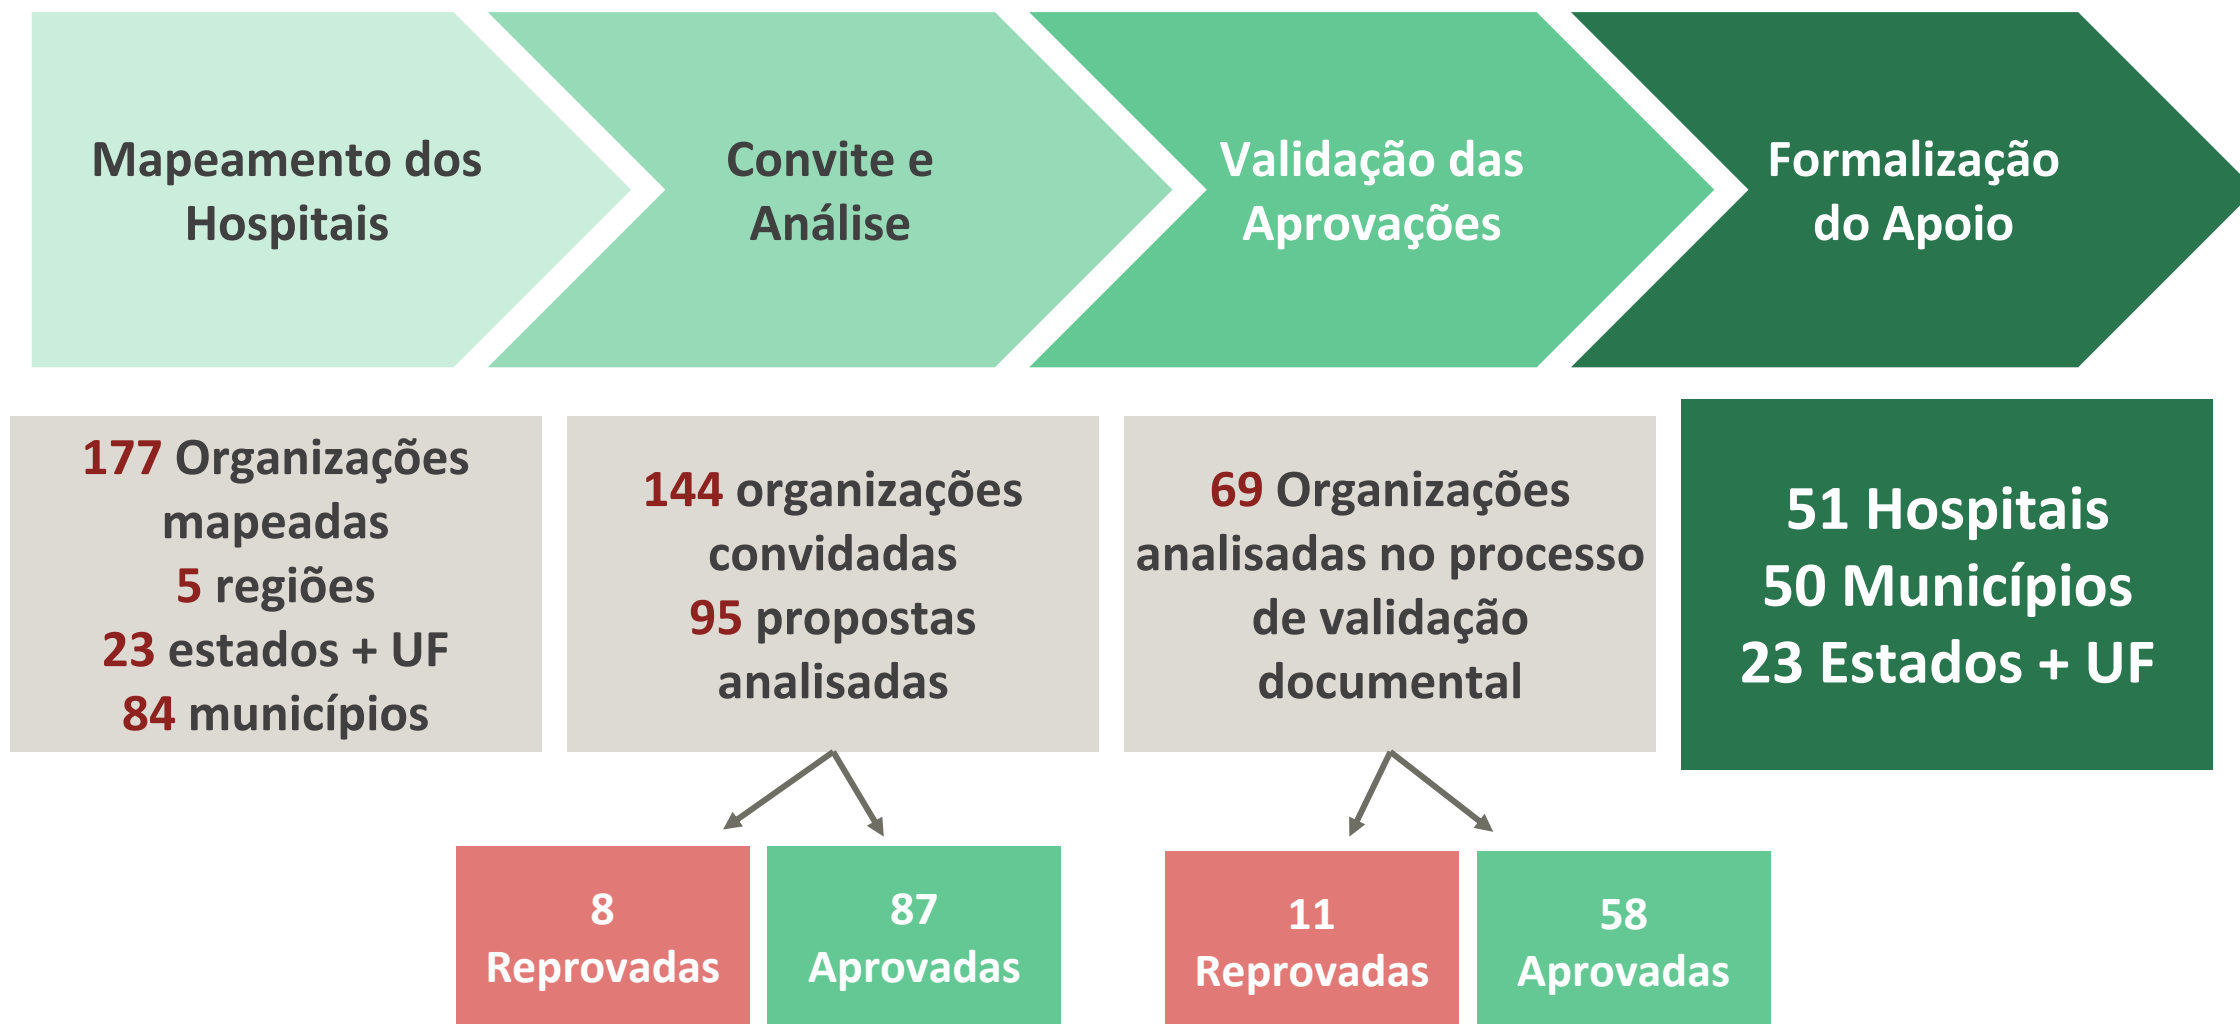 Mapeamento dos
Hospitais
Convite e
Análise
Validação das
Aprovações
Formalização
do Apoio
177 Organizações
mapeadas
5 regiões
23 estados + UF
84 municípios
144 organizações
convidadas
95 propostas
analisadas
69 Organizações
analisadas no processo
de validação
documental
51 Hospitais
50 Municípios
23 Estados + UF
8
Reprovadas
87
Aprovadas
11
Reprovadas
58
Aprovadas